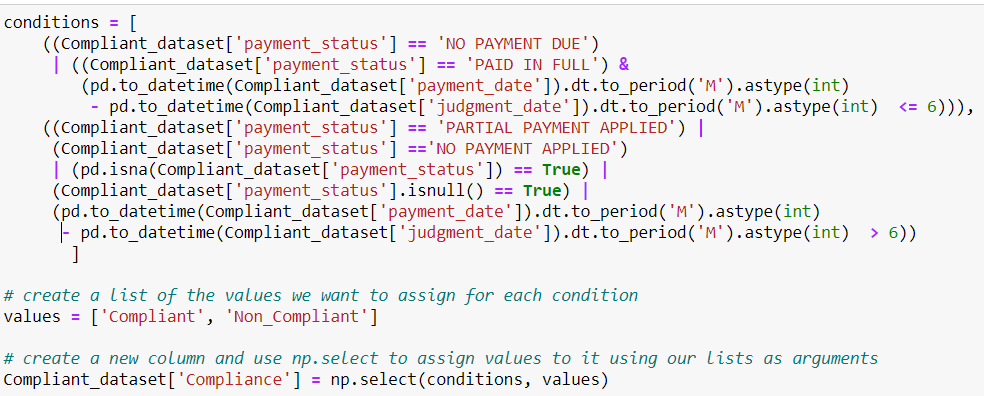 conditions = [
    ((Compliant_dataset['payment_status'] == 'NO PAYMENT DUE')
     | ((Compliant_dataset['payment_status'] == 'PAID IN FULL') &
        (pd.to_datetime(Compliant_dataset['payment_date']).dt.to_period('M').astype(int)
         - pd.to_datetime(Compliant_dataset['judgment_date']).dt.to_period('M').astype(int)  <= 6))),
    ((Compliant_dataset['payment_status'] == 'PARTIAL PAYMENT APPLIED') |
     (Compliant_dataset['payment_status'] =='NO PAYMENT APPLIED')
     | (pd.isna(Compliant_dataset['payment_status']) == True) |
     (Compliant_dataset['payment_status'].isnull() == True) |
     (pd.to_datetime(Compliant_dataset['payment_date']).dt.to_period('M').astype(int)
      - pd.to_datetime(Compliant_dataset['judgment_date']).dt.to_period('M').astype(int)  > 6))
       ]
# create a list of the values we want to assign for each condition
values = ['Compliant', 'Non_Compliant']
# create a new column and use np.select to assign values to it using our lists as arguments
Compliant_dataset['Compliance'] = np.select(conditions, values)